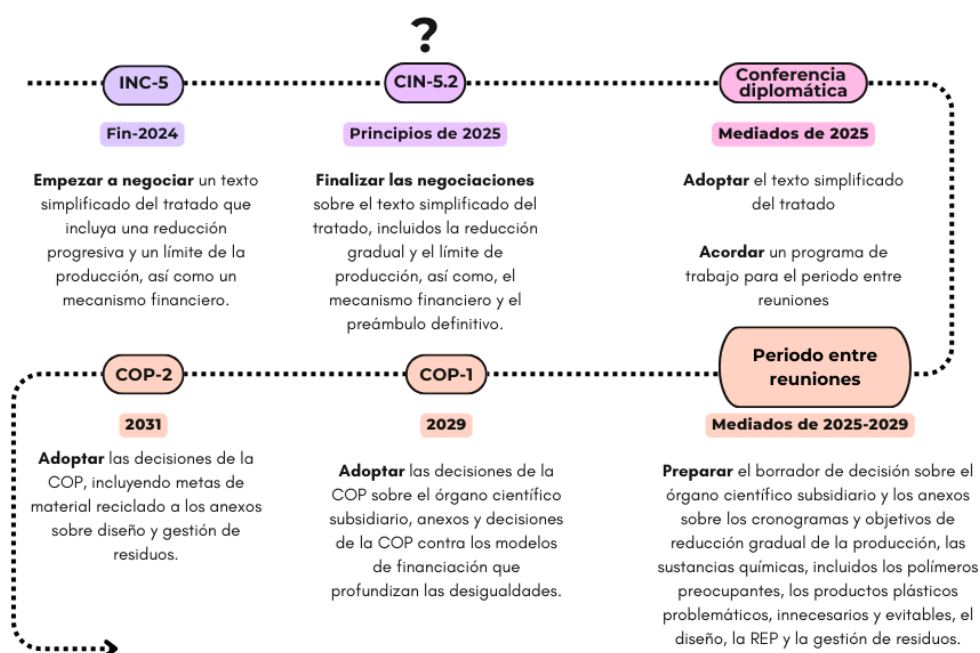 ?
INC-5
Fin-2024
Empezar a negociar un texto
simplificado del tratado que
incluya una reducción
progresiva y un límite de la
producción, así como un
mecanismo financiero.
CIN-5.2
Principios de 2025
Finalizar las negociaciones
sobre el texto simplificado del
tratado, incluidos la reducción
gradual y el límite de
producción, así como, el
mecanismo financiero y el
preámbulo definitivo.
Conferencia
diplomática
Mediados de 2025
Adoptar el texto simplificado
del tratado
Acordar un programa de
trabajo para el periodo entre
reuniones
Periodo entre
reuniones
Mediados de 2025-2029
Preparar el borrador de decisión sobre el
órgano científico subsidiario y los anexos
sobre los cronogramas y objetivos de
reducción gradual de la producción, las
sustancias químicas, incluidos los polímeros
preocupantes, los productos plásticos
problemáticos, innecesarios y evitables, el
diseño, la REP y la gestión de residuos.
COP-1
2029
Adoptar las decisiones de la
COP sobre el órgano científico
subsidiario, anexos y decisiones
de la COP contra los modelos
de financiación que
profundizan las desigualdades.
COP-2
2031
Adoptar las decisiones de la
COP, incluyendo metas de
material reciclado a los anexos
sobre diseño y gestión de
residuos.